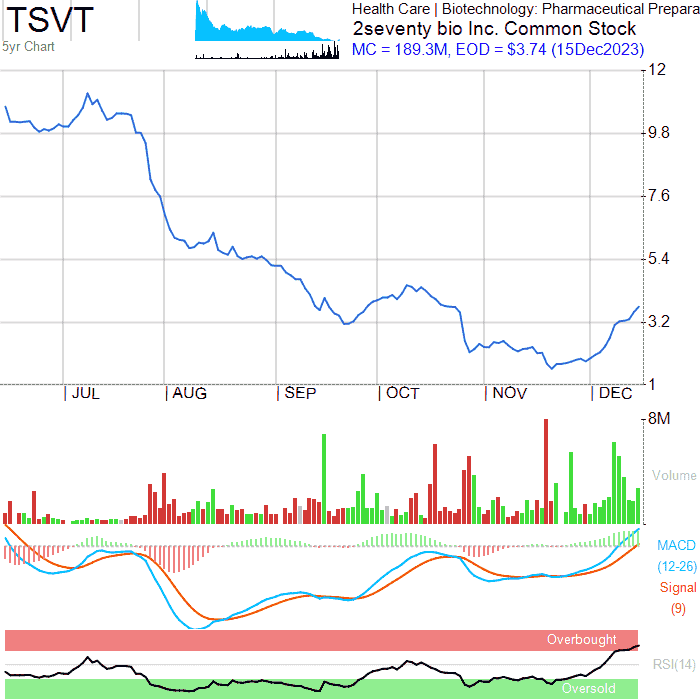 TSVT
5yr Chart
Health Care | Biotechnology: Pharmaceutical Prepara
2seventy bio Inc. Common Stock
MC = 189.3M, EOD = $3.74 (15Dec2023)
12
9.8
7.6
5.4
3.2
1
JUL AUG SEP OCT NOV DEC
8M
Volume
MACD
(12-26)
Signal
(9)
Overbought
RSI(14)
Oversold